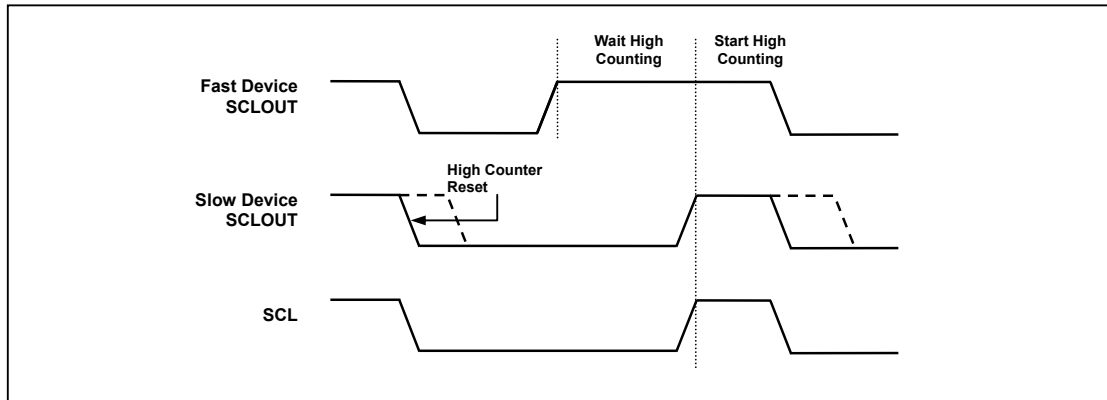 Wait High
Counting
Start High
Counting
Fast Device
SCLOUT
High Counter
Reset
Slow Device
SCLOUT
SCL